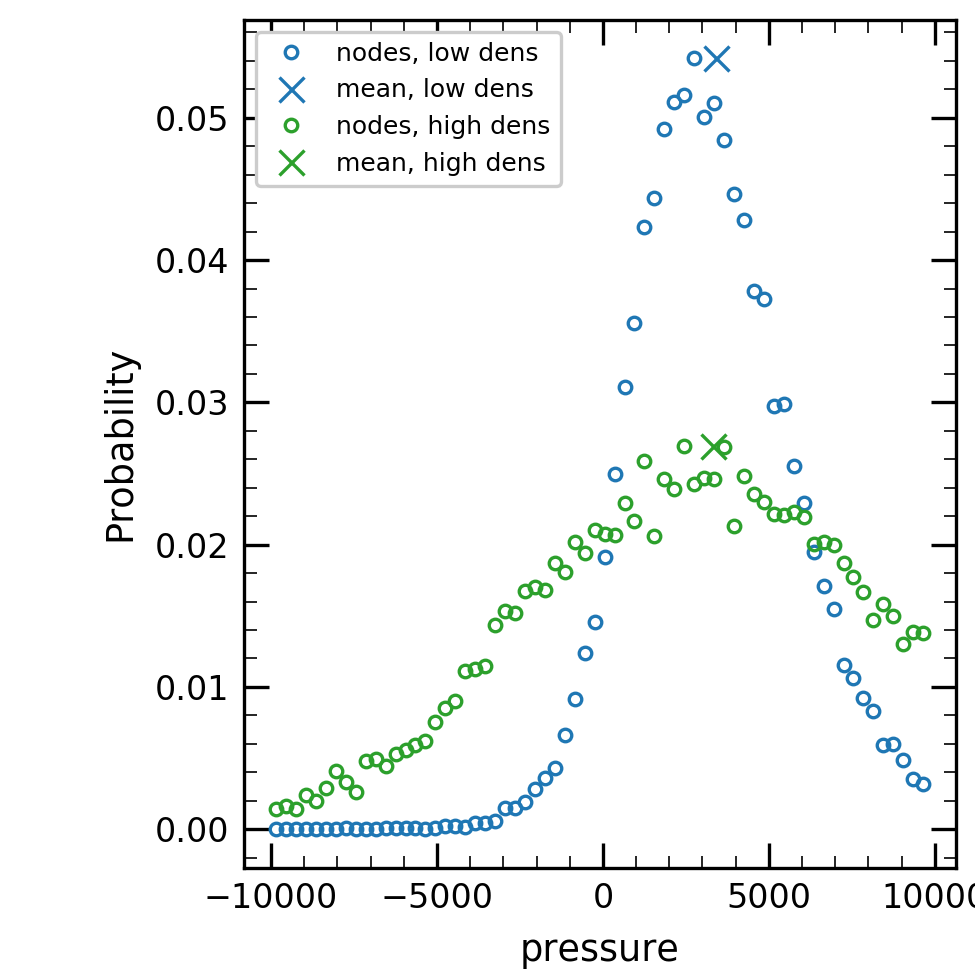 nodes, low dens
mean, low dens
nodes, high dens
mean, high dens
0.05
0.04
0.03
0.02
0.01
0.00
Probability
−10000 −5000 0 5000 10000
pressure